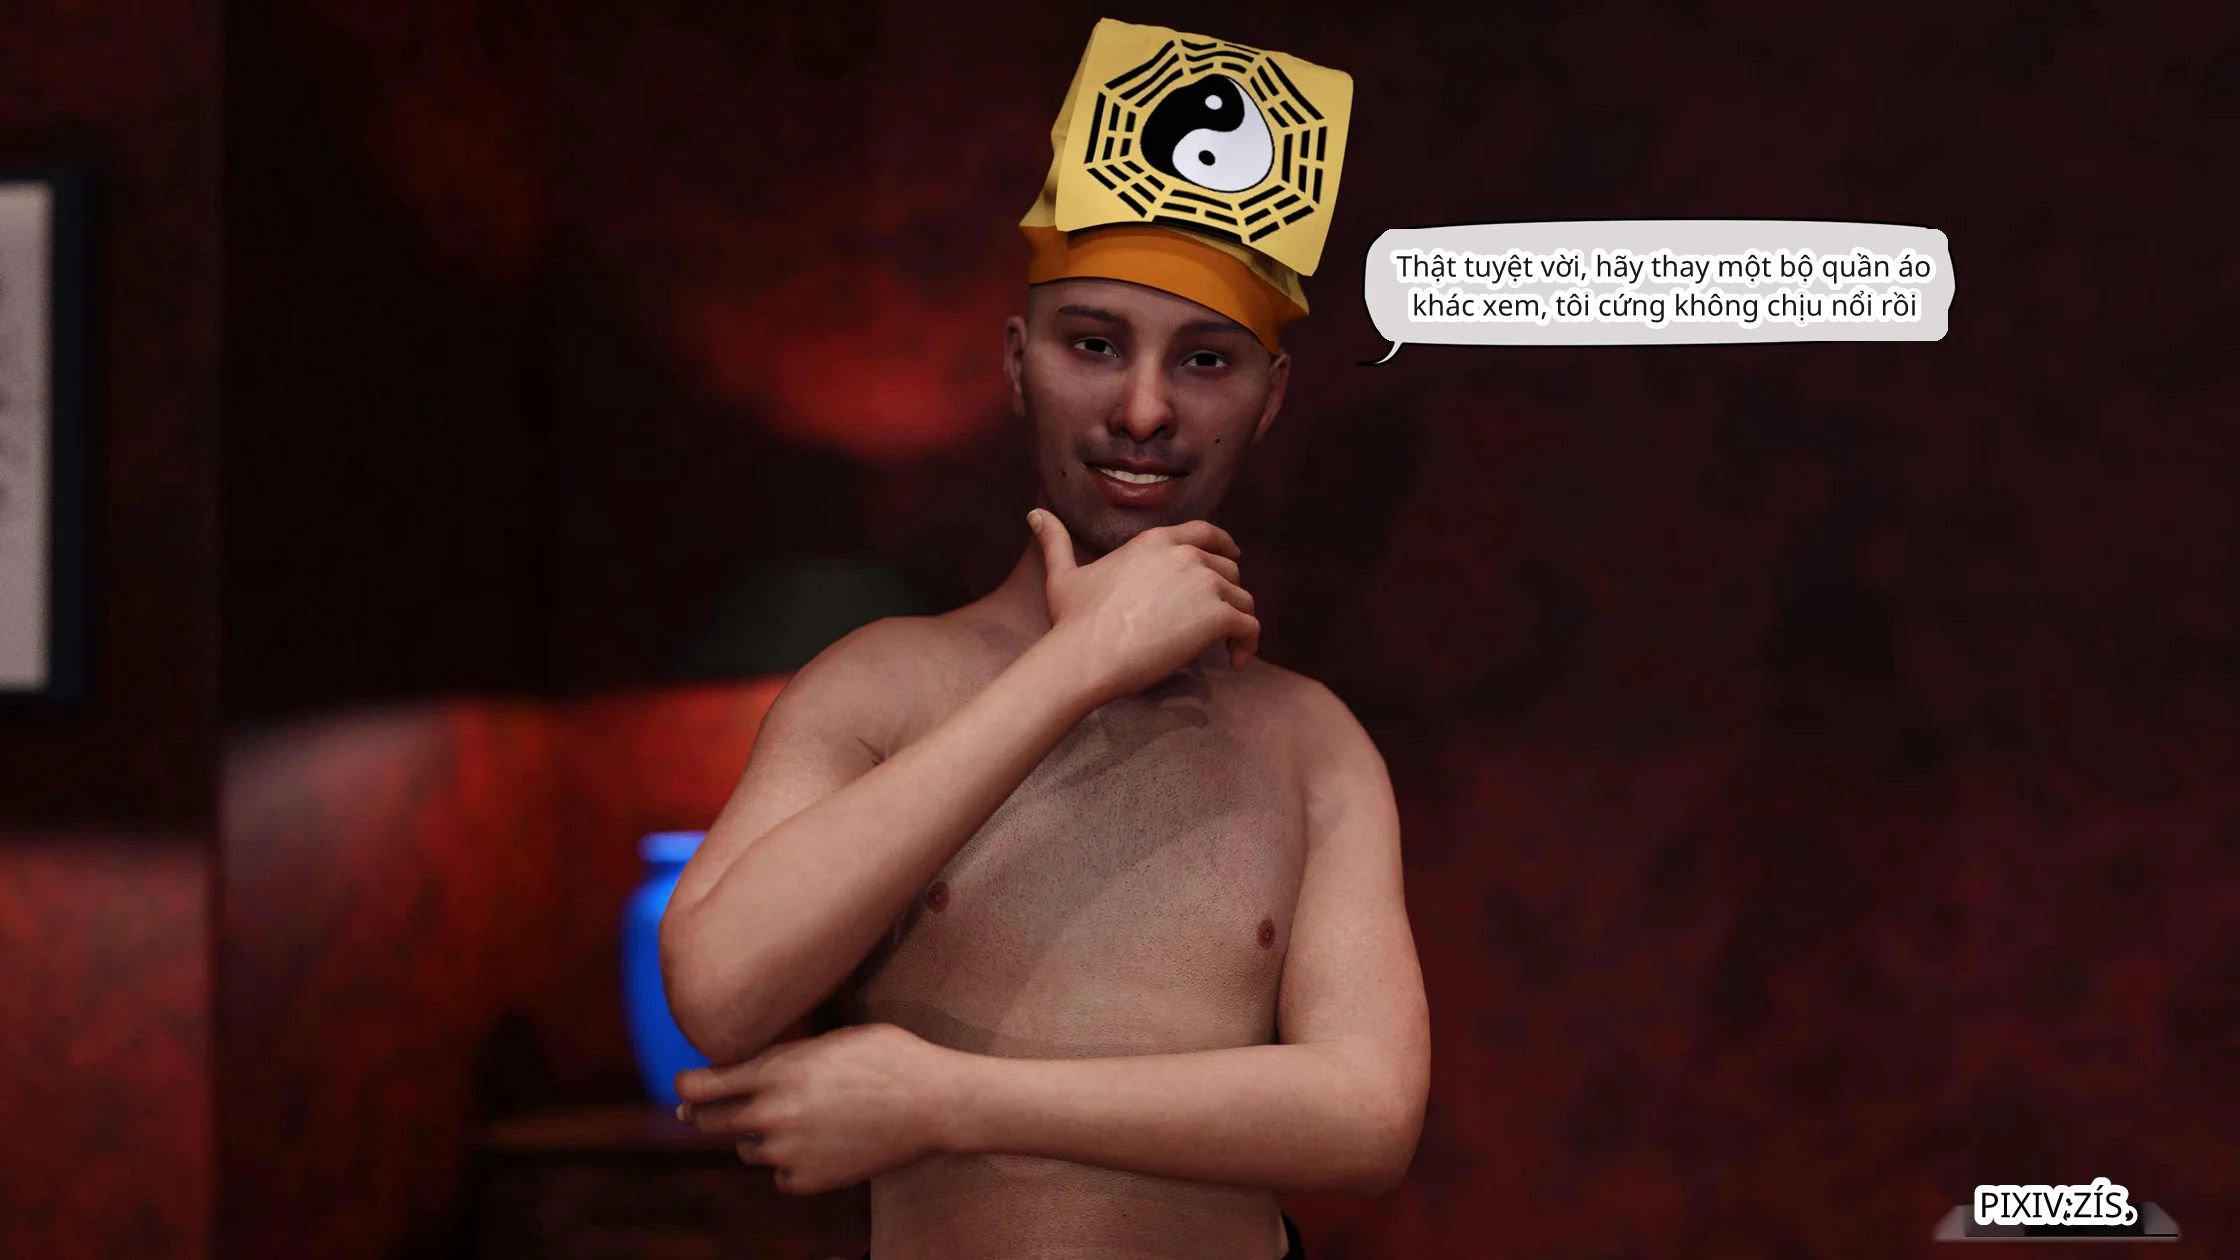 Thật tuyệt vời, hãy thay một bộ quần áo
khác xem, tôi cứng không chịu nổi rồi
PIXIV:ZÍS,